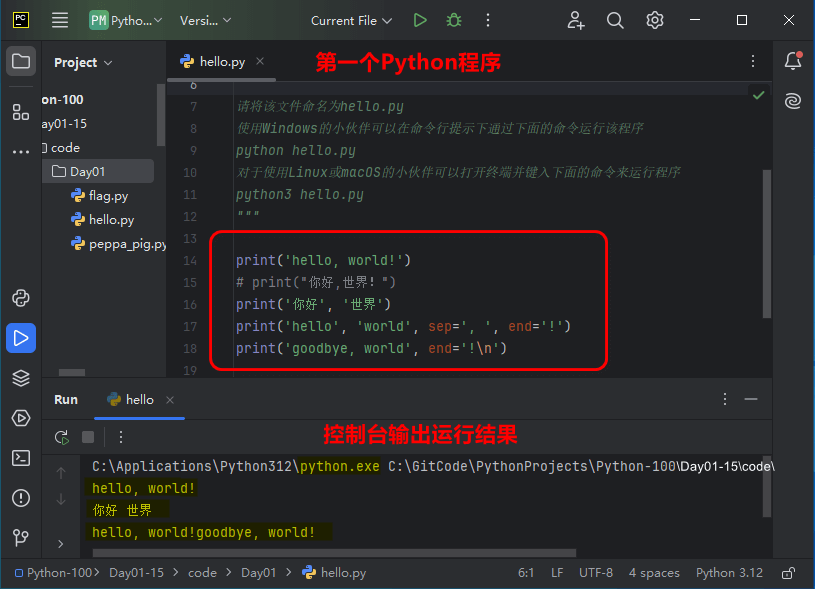 PC
PM Pytho...
Versi...
Current File
Project
hello.py
第一个Python程序
on-100
ay01-15
code
Day01
flag.py
hello.py
peppa_pig.py
6
7 请将该文件命名为hello.py
8 使用Windows的小伙伴可以在命令行提示下通过下面的命令运行该程序
9 python hello.py
10 对于使用Linux或macOS的小伙伴可以打开终端并键入下面的命令来运行程序
11 python3 hello.py
12 """
13
14 print('hello, world!')
15 # print("你好,世界！")
16 print('你好', '世界')
17 print('hello', 'world', sep=', ', end='!')
18 print('goodbye, world', end='!\n')
19
Run
hello
控制台输出运行结果
C:\Applications\Python312\python.exe C:\GitCode\PythonProjects\Python-100\Day01-15\code\
hello, world!
你好 世界
hello, world!goodbye, world!
Python-100 > Day01-15 > code > Day01 > hello.py
6:1 LF UTF-8 4 spaces Python 3.12